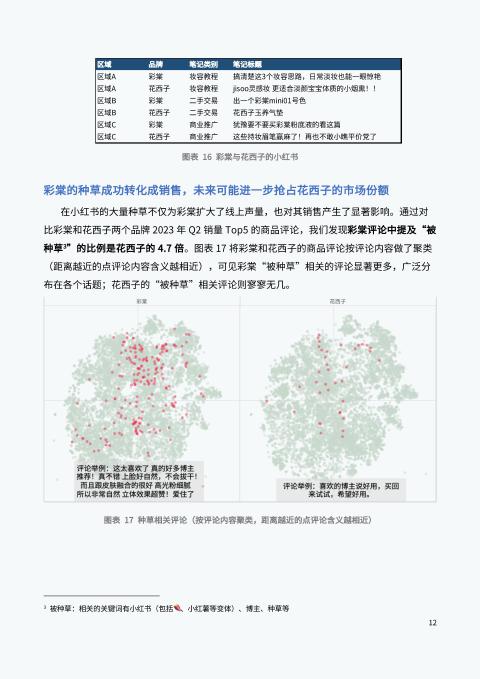 区域 品牌 笔记类别 笔记标题
区域A 彩棠 妆容教程 搞清楚这3个妆容思路，日常淡妆也能一眼惊艳
区域A 花西子 妆容教程 jisoo灵感妆 更适合淡颜宝宝体质的小烟熏！！
区域B 彩棠 二手交易 出一个彩棠mini01号色
区域B 花西子 二手交易 花西子玉养气垫
区域C 彩棠 商业推广 犹豫要不要买彩棠粉底液的看这篇
区域C 花西子 商业推广 这些持妆眉笔赢麻了！再也不敢小瞧平价党了
图表 16 彩棠与花西子的小红书
彩棠的种草成功转化成销售，未来可能进一步抢占花西子的市场份额
在小红书的大量种草不仅为彩棠扩大了线上声量，也对其销售产生了显著影响。通过对
比彩棠和花西子两个品牌 2023 年 Q2 销量 Top5 的商品评论，我们发现彩棠评论中提及“被
种草3”的比例是花西子的 4.7 倍。图表 17 将彩棠和花西子的商品评论按评论内容做了聚类
（距离越近的点评论内容含义越相近），可见彩棠“被种草”相关的评论显著更多，广泛分
布在各个话题；花西子的“被种草”相关评论则寥寥无几。
彩棠 花西子
评论举例：这太喜欢了 真的好多博主
推荐！真不错 上脸好自然，不会拔干！
而且跟皮肤融合的很好 高光粉细腻
所以非常自然 立体效果超赞！爱住了
评论举例：喜欢的博主说好用，买回
来试试，希望好用。
图表 17 种草相关评论（按评论内容聚类，距离越近的点评论含义越相近）
3 被种草：相关的关键词有小红书（包括🍠、小红薯等变体）、博主、种草等
12